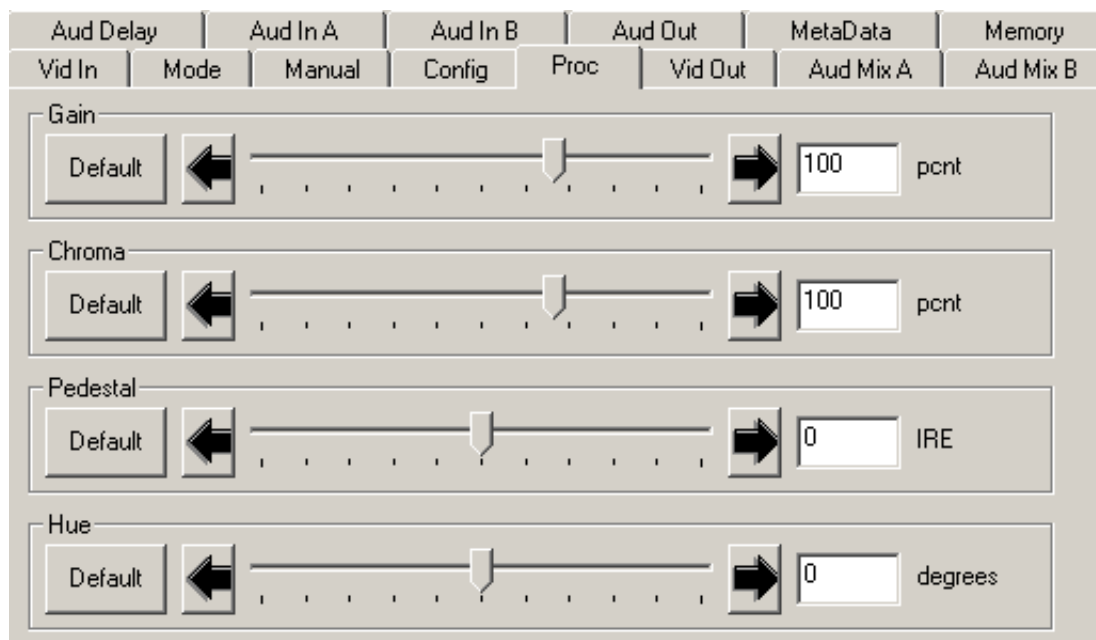 Aud Delay Aud In A Aud In B Aud Out MetaData Memory
Vid In Mode Manual Config Proc Vid Out Aud Mix A Aud Mix B
Gain
Default 100 pcnt
Chroma
Default 100 pcnt
Pedestal
Default 0 IRE
Hue
Default 0 degrees